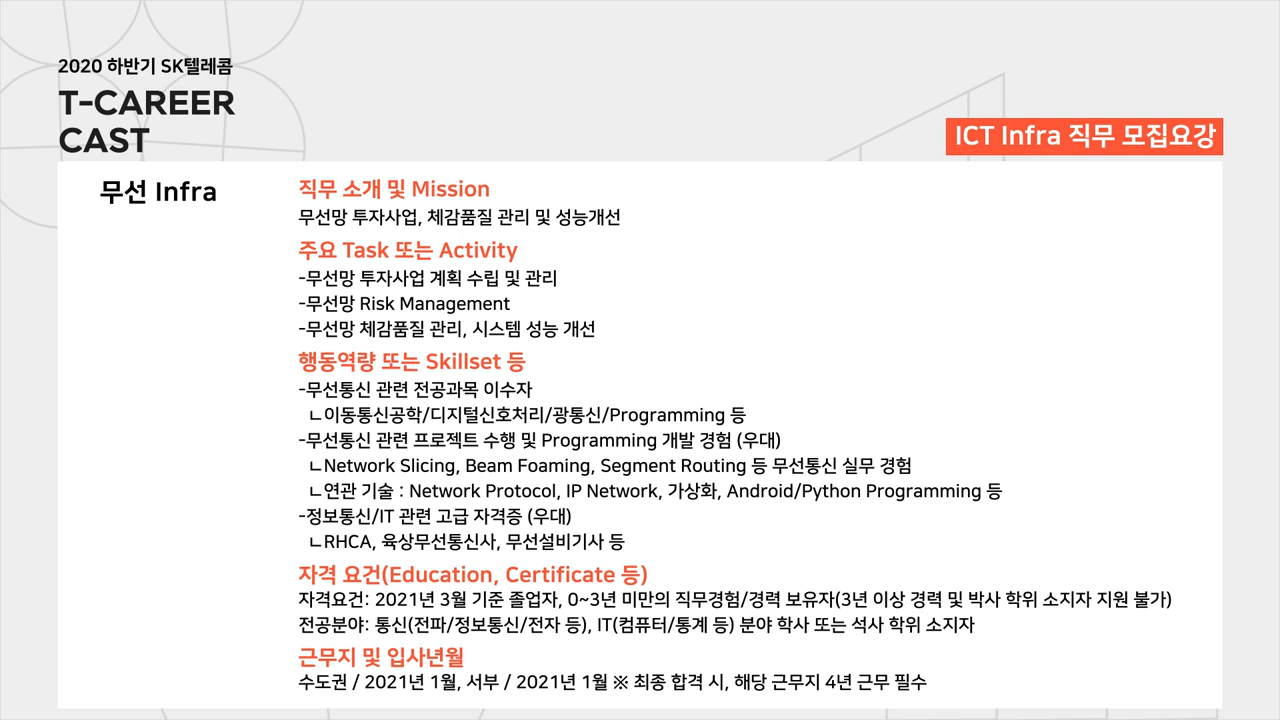 2020 하반기 SK텔레콤
T-CAREER
CAST
ICT Infra 직무 모집요강
무선 Infra
직무 소개 및 Mission
무선망 투자사업, 체감품질 관리 및 성능개선
주요 Task 또는 Activity
-무선망 투자사업 계획 수립 및 관리
-무선망 Risk Management
-무선망 체감품질 관리, 시스템 성능 개선
행동역량 또는 Skillset 등
-무선통신 관련 전공과목 이수자
ㄴ이동통신공학/디지털신호처리/광통신/Programming 등
-무선통신 관련 프로젝트 수행 및 Programming 개발 경험 (우대)
ㄴNetwork Slicing, Beam Foaming, Segment Routing 등 무선통신 실무 경험
ㄴ연관 기술 : Network Protocol, IP Network, 가상화, Android/Python Programming 등
-정보통신/IT 관련 고급 자격증 (우대)
ㄴRHCA, 육상무선통신사, 무선설비기사 등
자격 요건(Education, Certificate 등)
자격요건: 2021년 3월 기준 졸업자, 0~3년 미만의 직무경험/경력 보유자(3년 이상 경력 및 박사 학위 소지자 지원 불가)
전공분야: 통신(전파/정보통신/전자 등), IT(컴퓨터/통계 등) 분야 학사 또는 석사 학위 소지자
근무지 및 입사년월
수도권 / 2021년 1월, 서부 / 2021년 1월 ※ 최종 합격 시, 해당 근무지 4년 근무 필수